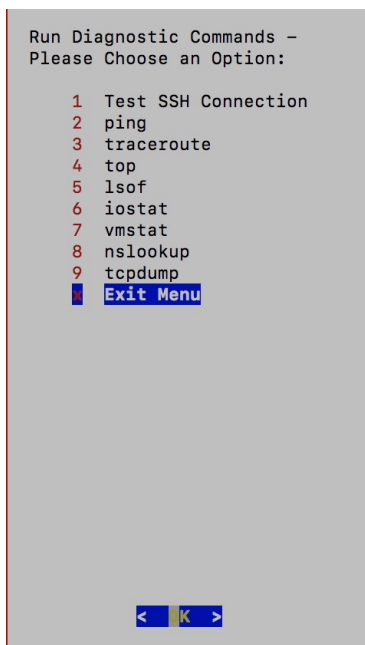 Run Diagnostic Commands –
Please Choose an Option:
1 Test SSH Connection
2 ping
3 traceroute
4 top
5 lsof
6 iostat
7 vmstat
8 nslookup
9 tcpdump
x Exit Menu
< OK >